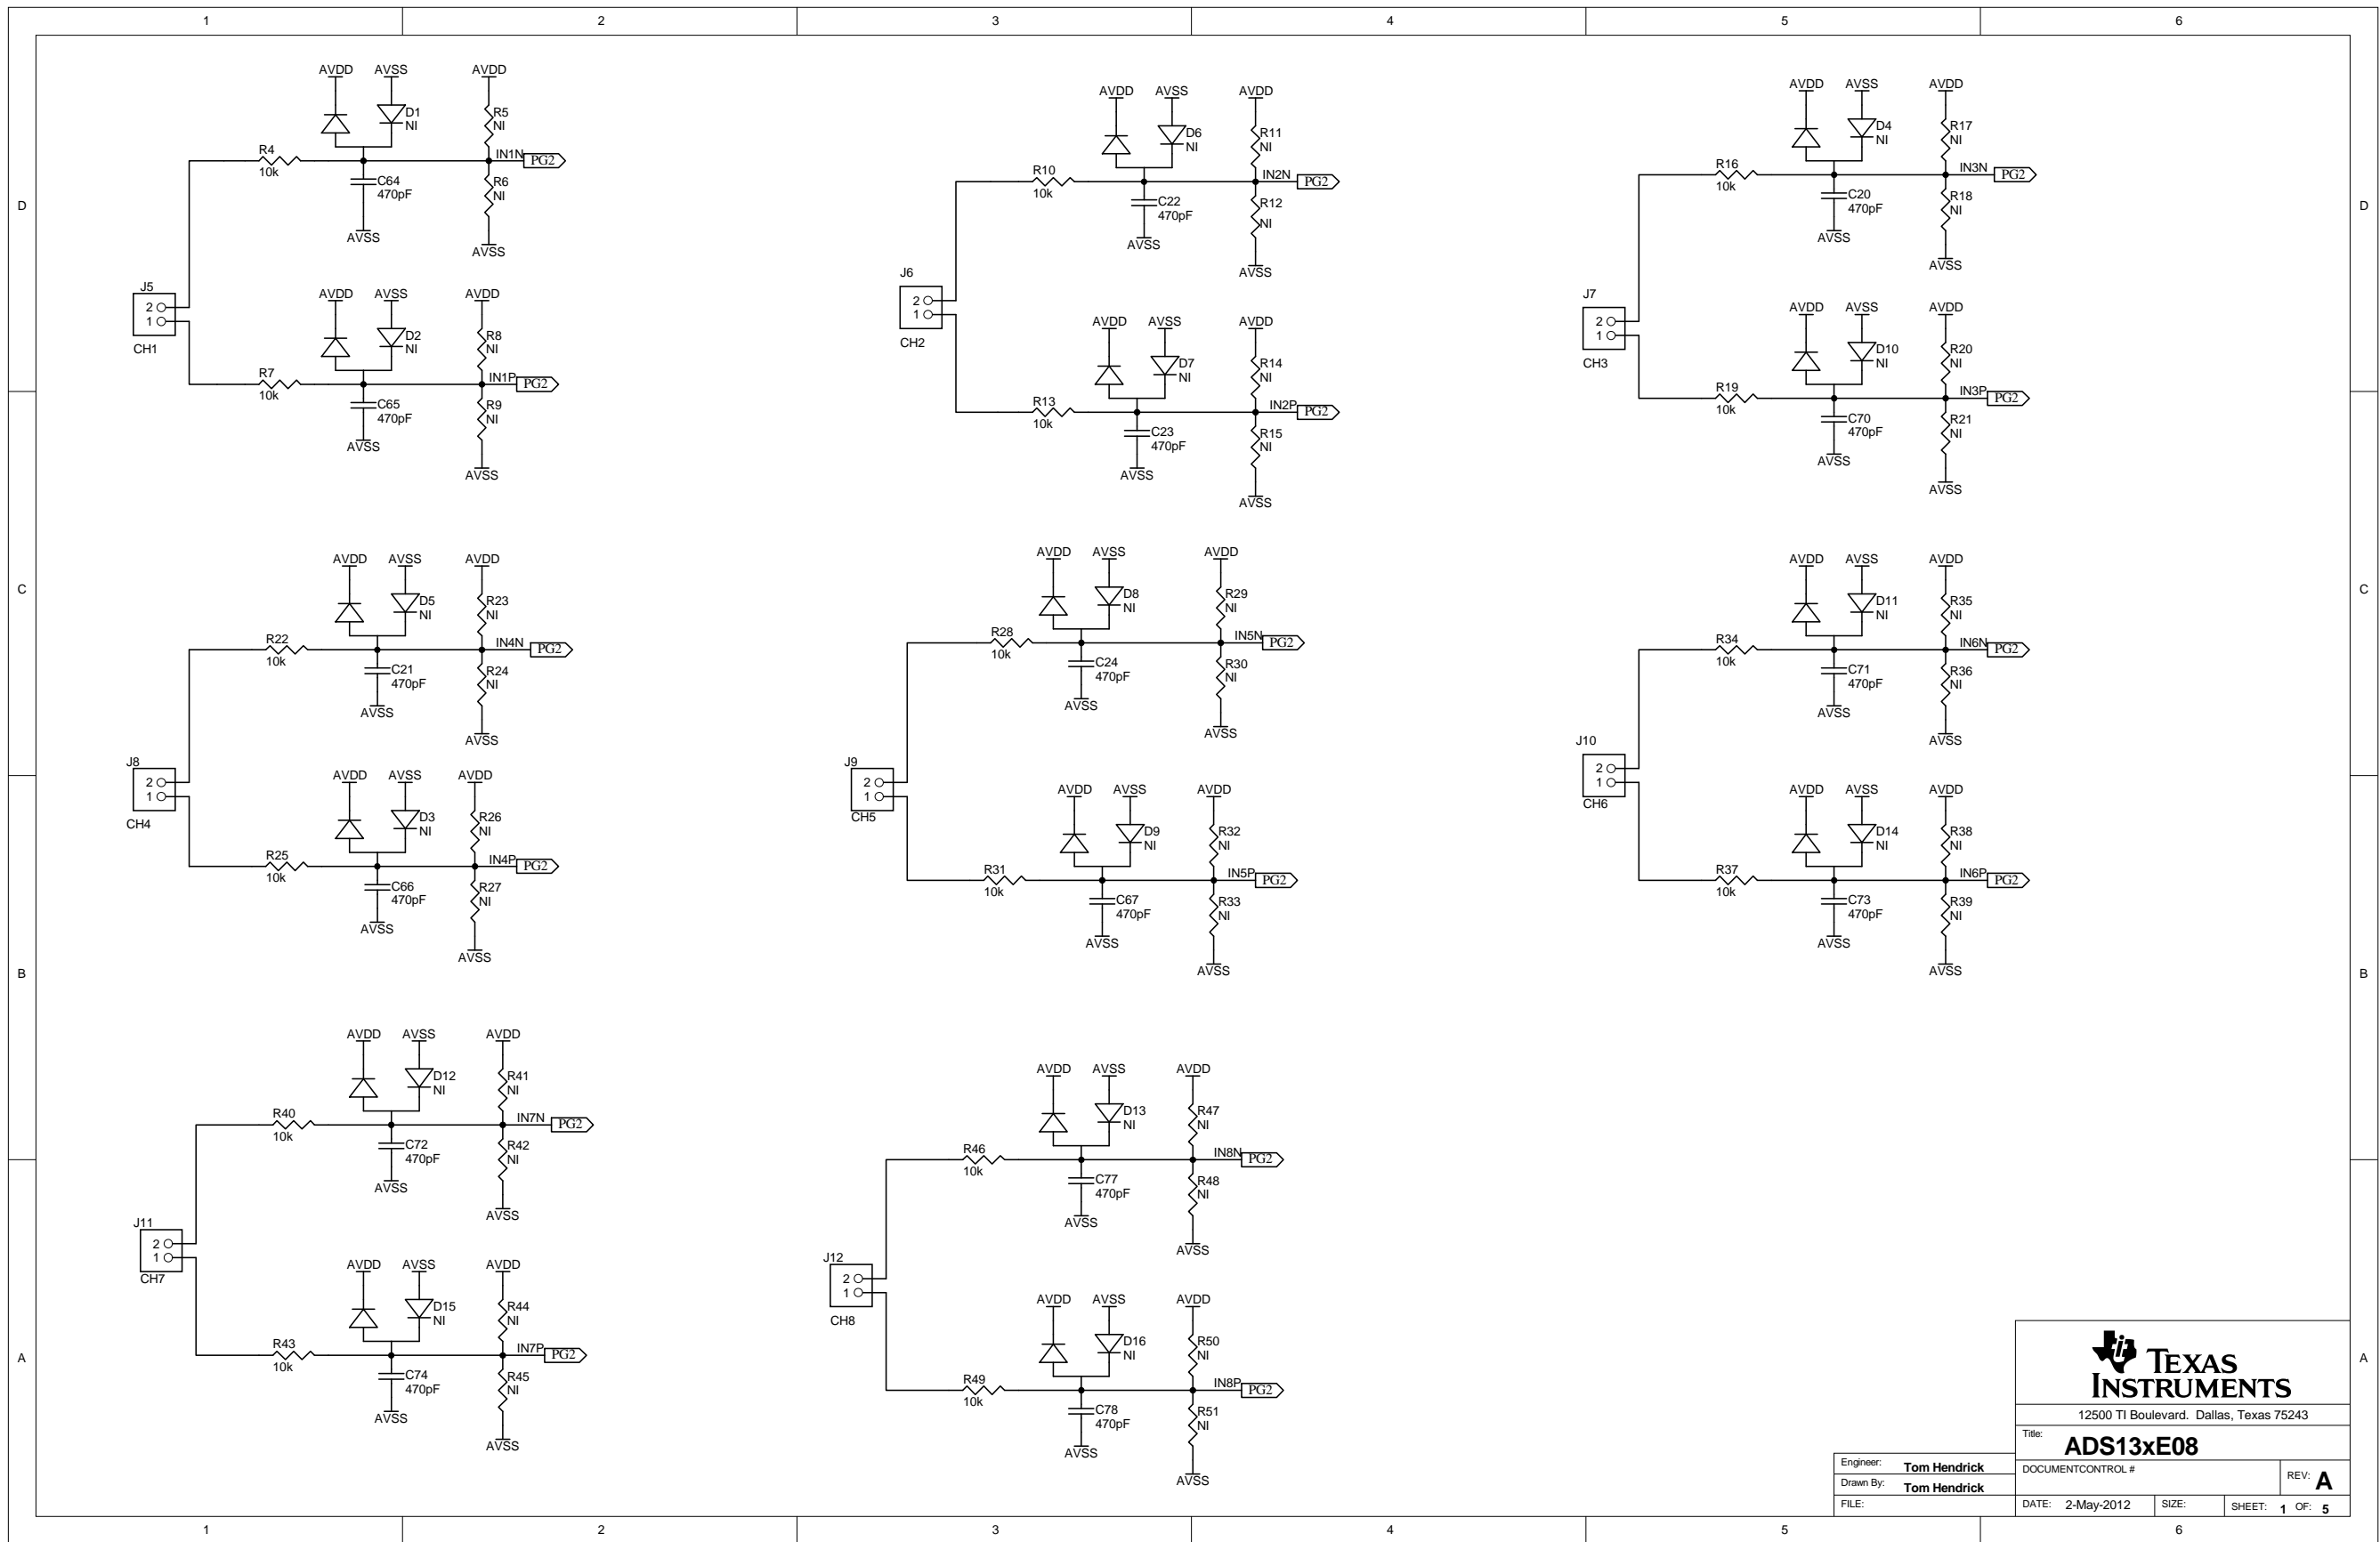 1 2 3 4 5 6
D
C
B
A
AVDD AVSS AVDD
D1
NI
R5
NI
R4
10k
IN1N PG2
C64
470pF
R6
NI
AVSS
AVSS
J5
2
1
CH1
AVDD AVSS AVDD
D2
NI
R8
NI
R7
10k
IN1P PG2
C65
470pF
R9
NI
AVSS
AVSS
AVDD AVSS AVDD
D6
NI
R11
NI
R10
10k
IN2N PG2
C22
470pF
R12
NI
AVSS
AVSS
J6
2
1
CH2
AVDD AVSS AVDD
D7
NI
R14
NI
R13
10k
IN2P PG2
C23
470pF
R15
NI
AVSS
AVSS
AVDD AVSS AVDD
D4
NI
R17
NI
R16
10k
IN3N PG2
C20
470pF
R18
NI
AVSS
AVSS
J7
2
1
CH3
AVDD AVSS AVDD
D10
NI
R20
NI
R19
10k
IN3P PG2
C70
470pF
R21
NI
AVSS
AVSS
AVDD AVSS AVDD
D5
NI
R23
NI
R22
10k
IN4N PG2
C21
470pF
R24
NI
AVSS
AVSS
J8
2
1
CH4
AVDD AVSS AVDD
D3
NI
R26
NI
R25
10k
IN4P PG2
C66
470pF
R27
NI
AVSS
AVSS
AVDD AVSS AVDD
D8
NI
R29
NI
R28
10k
IN5N PG2
C24
470pF
R30
NI
AVSS
AVSS
J9
2
1
CH5
AVDD AVSS AVDD
D9
NI
R32
NI
R31
10k
IN5P PG2
C67
470pF
R33
NI
AVSS
AVSS
AVDD AVSS AVDD
D11
NI
R35
NI
R34
10k
IN6N PG2
C71
470pF
R36
NI
AVSS
AVSS
J10
2
1
CH6
AVDD AVSS AVDD
D14
NI
R38
NI
R37
10k
IN6P PG2
C73
470pF
R39
NI
AVSS
AVSS
AVDD AVSS AVDD
D12
NI
R41
NI
R40
10k
IN7N PG2
C72
470pF
R42
NI
AVSS
AVSS
J11
2
1
CH7
AVDD AVSS AVDD
D15
NI
R44
NI
R43
10k
IN7P PG2
C74
470pF
R45
NI
AVSS
AVSS
AVDD AVSS AVDD
D13
NI
R47
NI
R46
10k
IN8N PG2
C77
470pF
R48
NI
AVSS
AVSS
J12
2
1
CH8
AVDD AVSS AVDD
D16
NI
R50
NI
R49
10k
IN8P PG2
C78
470pF
R51
NI
AVSS
AVSS
D
C
B
A
TEXAS
INSTRUMENTS
12500 TI Boulevard. Dallas, Texas 75243
Title: ADS13xE08
Engineer: Tom Hendrick
Drawn By: Tom Hendrick
FILE:
DOCUMENTCONTROL #
REV: A
DATE: 2-May-2012 SIZE: SHEET: 1 OF: 5
1 2 3 4 5 6